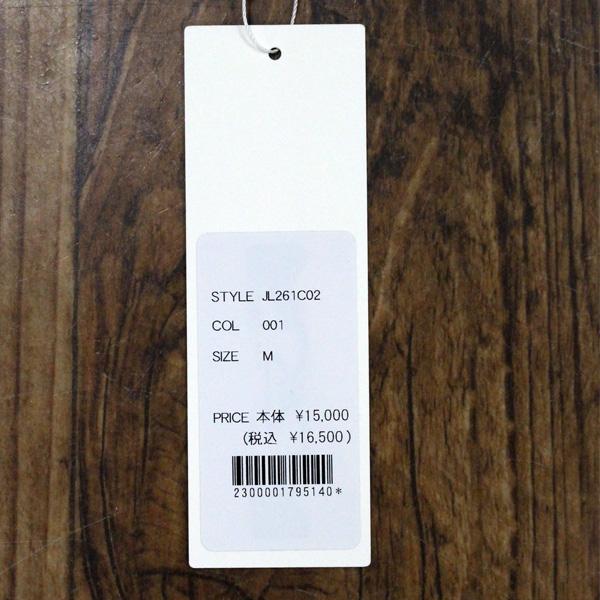 STYLE JL261C02
COL 001
SIZE M
PRICE 本体 ¥15,000
(税込 ¥16,500)
2300001795140*